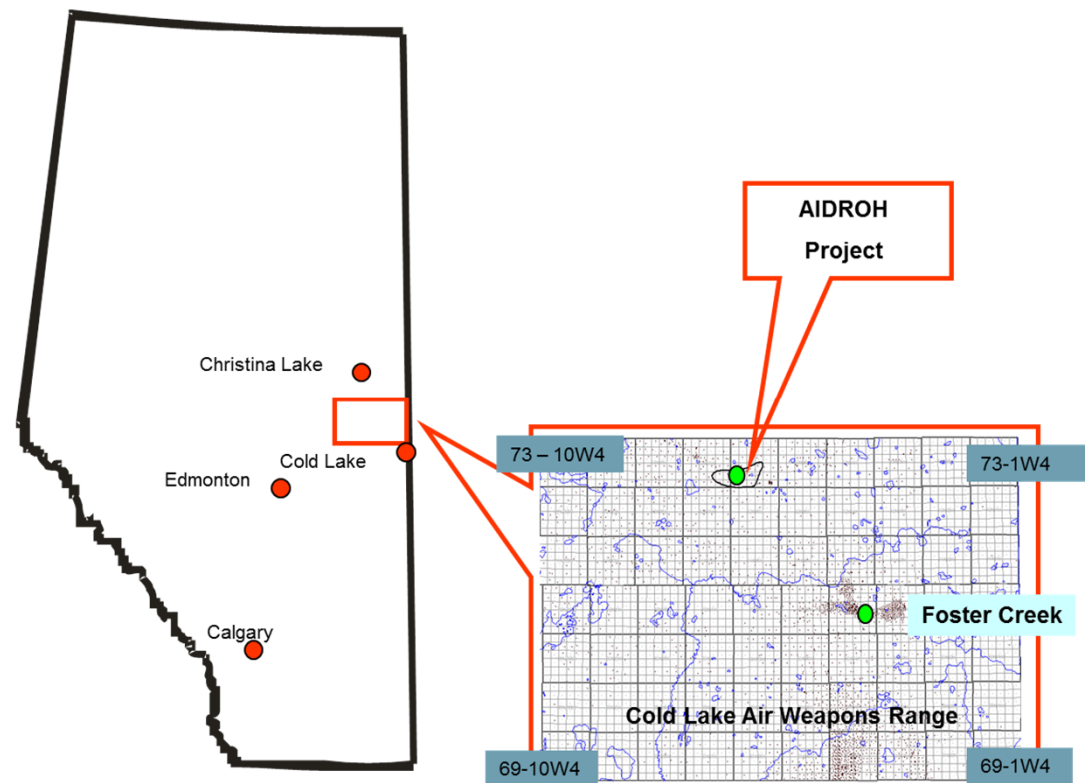 AIDROH
Project
Christina Lake
Cold Lake
Edmonton
Calgary
73 – 10W4
73-1W4
Foster Creek
Cold Lake Air Weapons Range
69-10W4
69-1W4